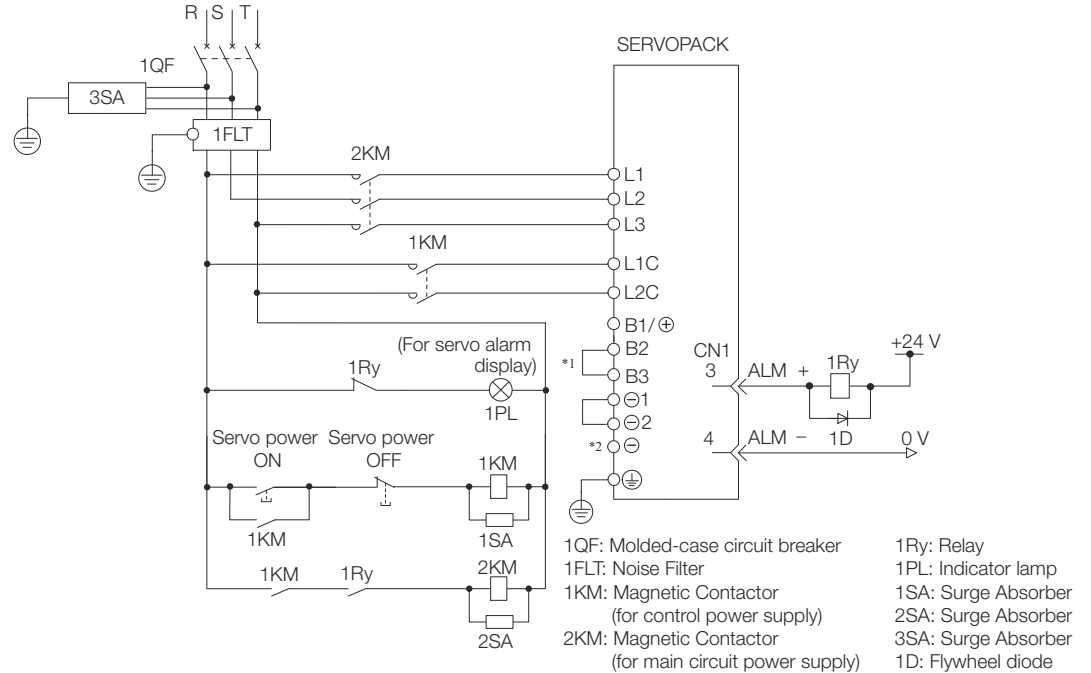 R S T
SERVOPACK
1QF
3SA
1FLT
2KM
L1
L2
L3
1KM
L1C
L2C
B1/⊕
+24 V
(For servo alarm
display)
B2
CN1
*1
1Ry
B3
3
ALM +
1Ry
1PL
⊖1
⊖2
1D
Servo power
ON
Servo power
OFF
*2
⊖
4
ALM −
0 V
1KM
1KM
1SA
1KM
1Ry
2KM
2SA
1QF: Molded-case circuit breaker
1FLT: Noise Filter
1KM: Magnetic Contactor
(for control power supply)
2KM: Magnetic Contactor
(for main circuit power supply)
1Ry: Relay
1PL: Indicator lamp
1SA: Surge Absorber
2SA: Surge Absorber
3SA: Surge Absorber
1D: Flywheel diode